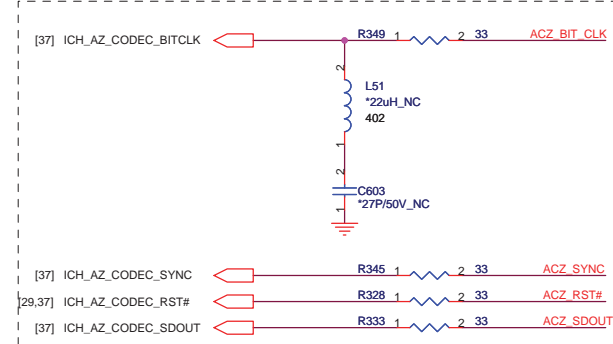 [37] ICH_AZ_CODEC_BITCLK R349 1 2 33 ACZ_BIT_CLK
2
L51
*22uH_NC
402
1
2
C603
*27P/50V_NC
1
[37] ICH_AZ_CODEC_SYNC R345 1 2 33 ACZ_SYNC
[29,37] ICH_AZ_CODEC_RST# R328 1 2 33 ACZ_RST#
[37] ICH_AZ_CODEC_SDOUT R333 1 2 33 ACZ_SDOUT